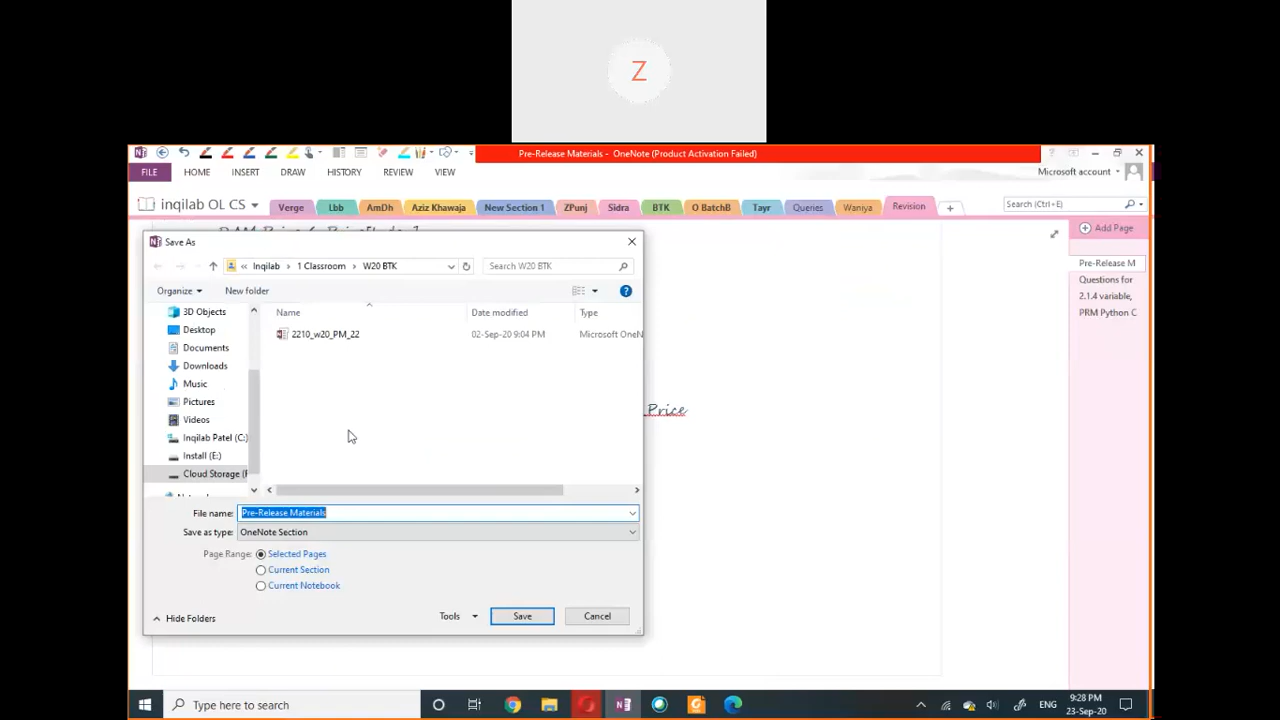 Z
Pre-Release Materials - OneNote (Product Activation Failed)
FILE HOME INSERT DRAW HISTORY REVIEW VIEW Microsoft account
inqilab OL CS Verge Lbb AmDh Aziz Khawaja New Section 1 ZPunj Sidra BTK O BatchB Tayr Queries Waniya Revision Search (Ctrl+E)
Add Page
Pre-Release M
Questions for
2.1.4 variable,
PRM Python C
Save As
« Inqilab > 1 Classroom > W20 BTK Search W20 BTK
Organize New folder
Name Date modified Type
2210_w20_PM_22 02-Sep-20 9:04 PM Microsoft OneN
3D Objects
Desktop
Documents
Downloads
Music
Pictures
Videos
Inqilab Patel (C:)
Install (E:)
Cloud Storage (F
Price
File name: Pre-Release Materials
Save as type: OneNote Section
Page Range: Selected Pages
Current Section
Current Notebook
Hide Folders Tools Save Cancel
Type here to search
ENG 9:28 PM
23-Sep-20